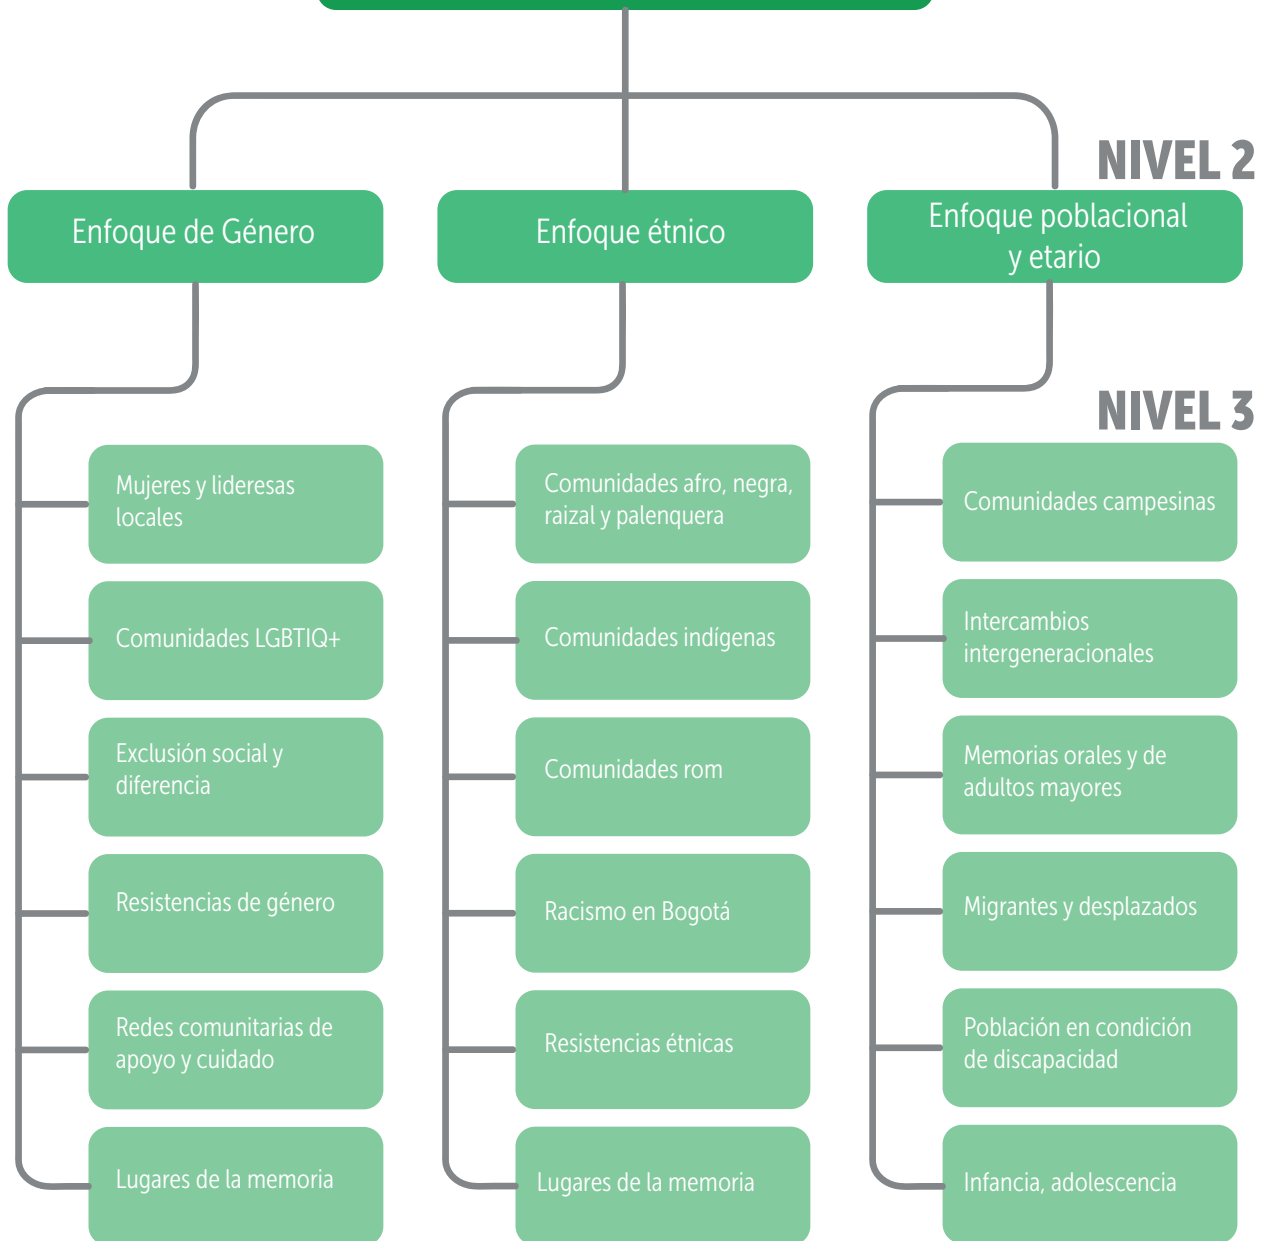 NIVEL 2
Enfoque de Género
Enfoque étnico
Enfoque poblacional
y etario
NIVEL 3
Mujeres y lideresas
locales
Comunidades LGBTIQ+
Exclusión social y
diferencia
Resistencias de género
Redes comunitarias de
apoyo y cuidado
Lugares de la memoria
Comunidades afro, negra,
raizal y palenquera
Comunidades indígenas
Comunidades rom
Racismo en Bogotá
Resistencias étnicas
Lugares de la memoria
Comunidades campesinas
Intercambios
intergeneracionales
Memorias orales y de
adultos mayores
Migrantes y desplazados
Población en condición
de discapacidad
Infancia, adolescencia